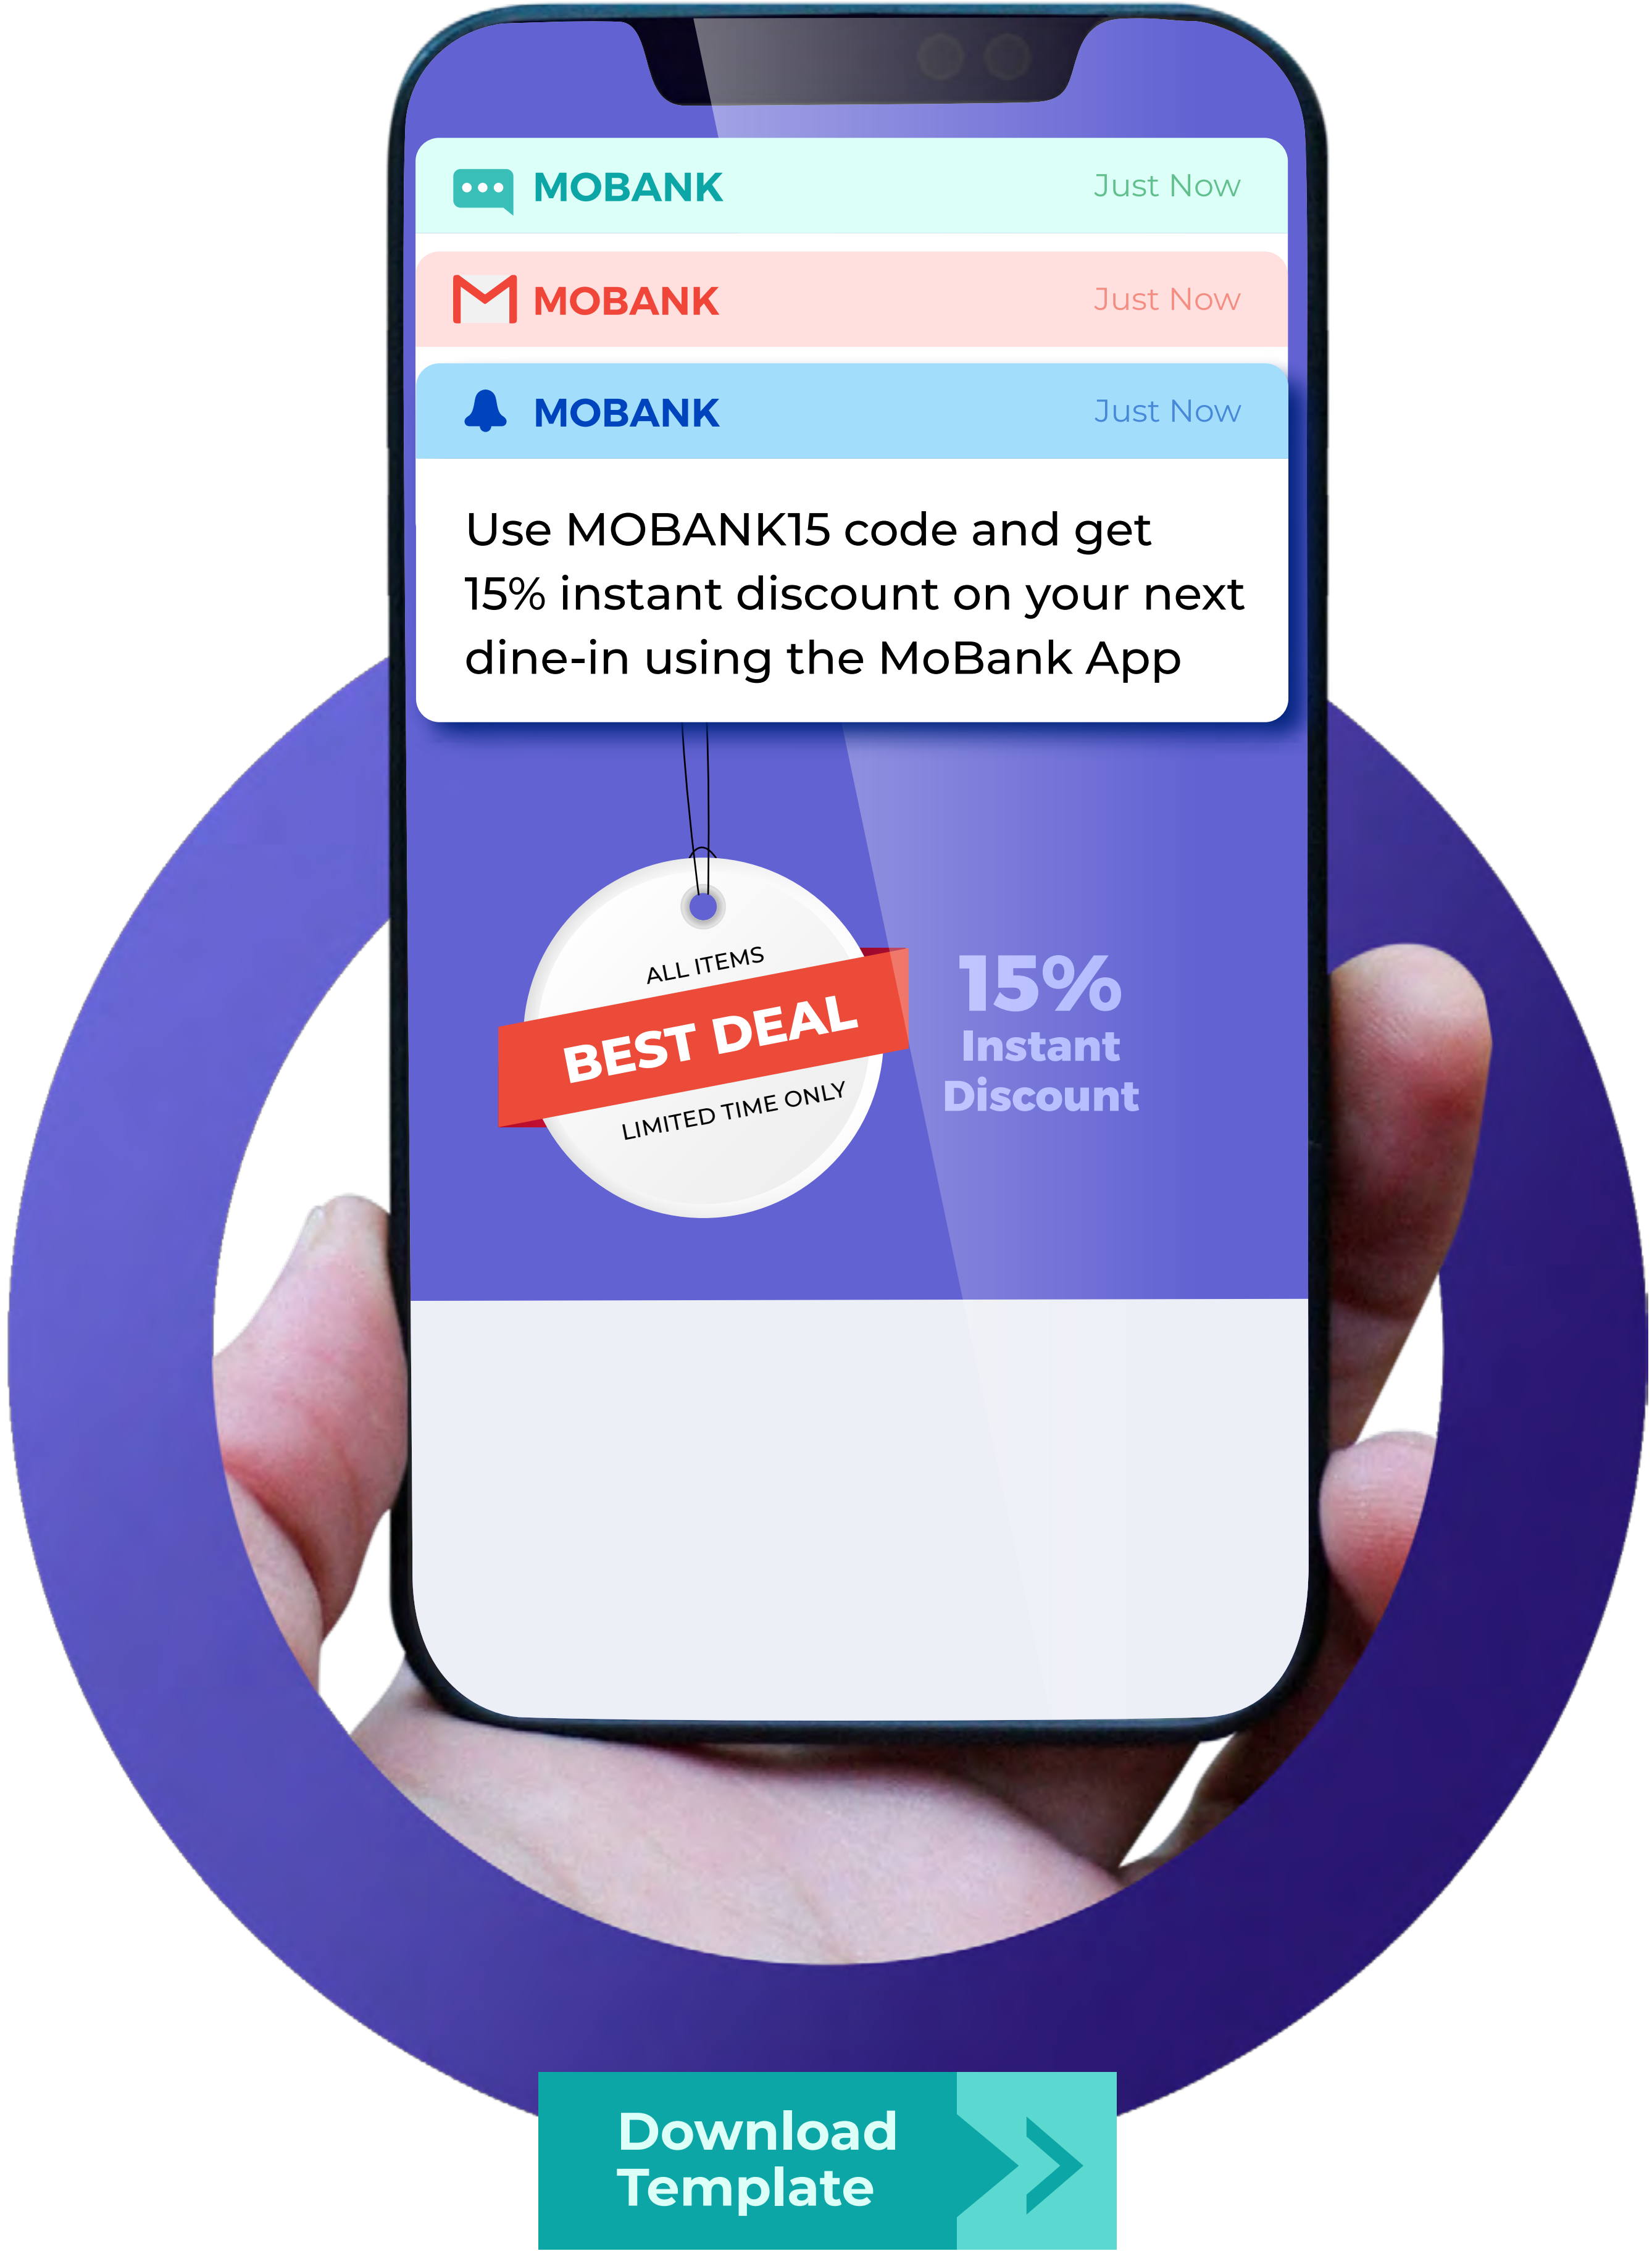 MOBANK
Just Now
MOBANK
Just Now
MOBANK
Just Now
Use MOBANK15 code and get
15% instant discount on your next
dine-in using the MoBank App
ALL ITEMS
BEST DEAL
LIMITED TIME ONLY
15%
Instant
Discount
Download
Template